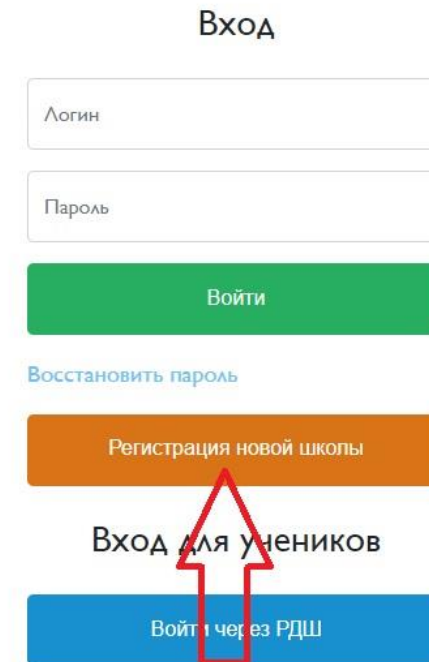 Вход
Логин
Пароль
Войти
Восстановить пароль
Регистрация новой школы
Вход для учеников
Войти через РДШ